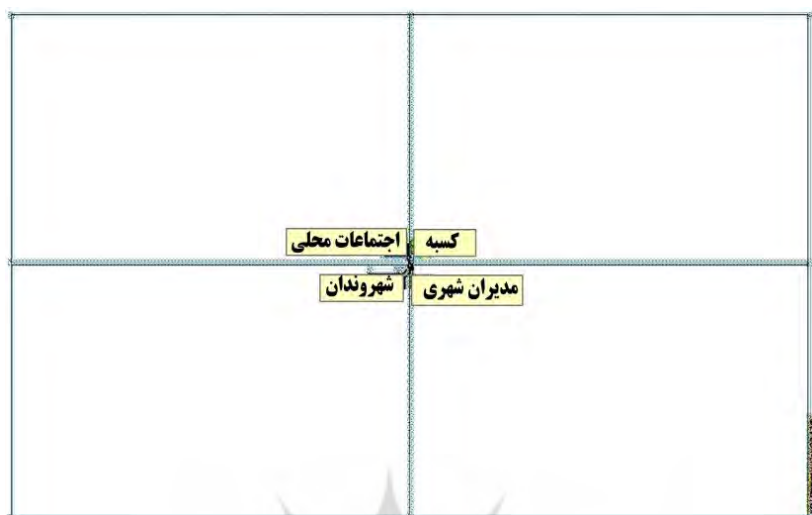 کسبه
اجتماعات محلی
مدیران شهری
شهروندان